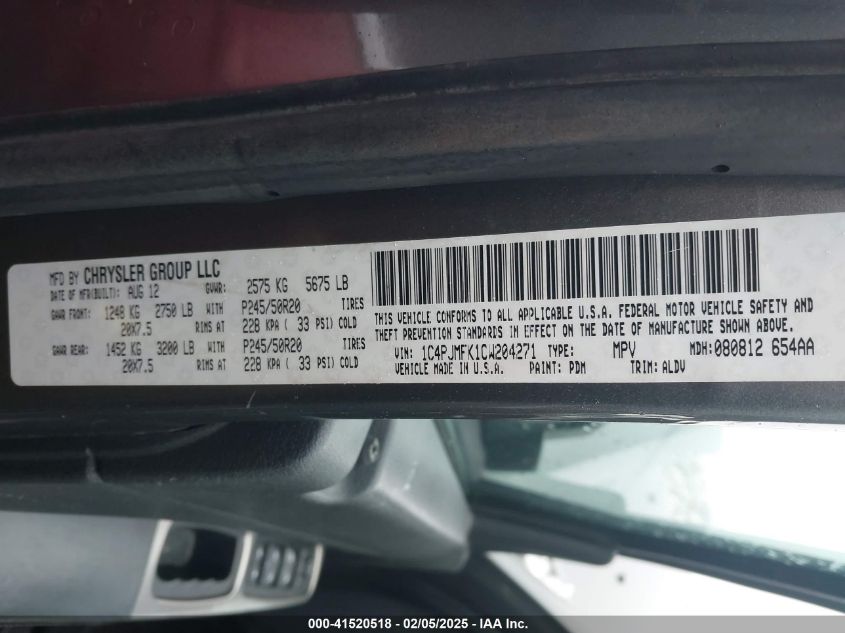 MFD BY CHRYSLER GROUP LLC
DATE OF MFR(BUILT): AUG 12 GVWR: 2575 KG 5675 LB
GAWR FRONT: 1248 KG 2750 LB WITH P245/50R20 TIRES
20X7.5 RIMS AT 228 KPA ( 33 PSI) COLD
GAWR REAR: 1452 KG 3200 LB WITH P245/50R20 TIRES
20X7.5 RIMS AT 228 KPA ( 33 PSI) COLD
THIS VEHICLE CONFORMS TO ALL APPLICABLE U.S.A. FEDERAL MOTOR VEHICLE SAFETY AND
THEFT PREVENTION STANDARDS IN EFFECT ON THE DATE OF MANUFACTURE SHOWN ABOVE.
VIN: 1C4PJMFK1CW204271 TYPE: MPV MDH:080812 654AA
VEHICLE MADE IN U.S.A. PAINT: PDM TRIM: ALDV
000-41520518 - 02/05/2025 - IAA Inc.